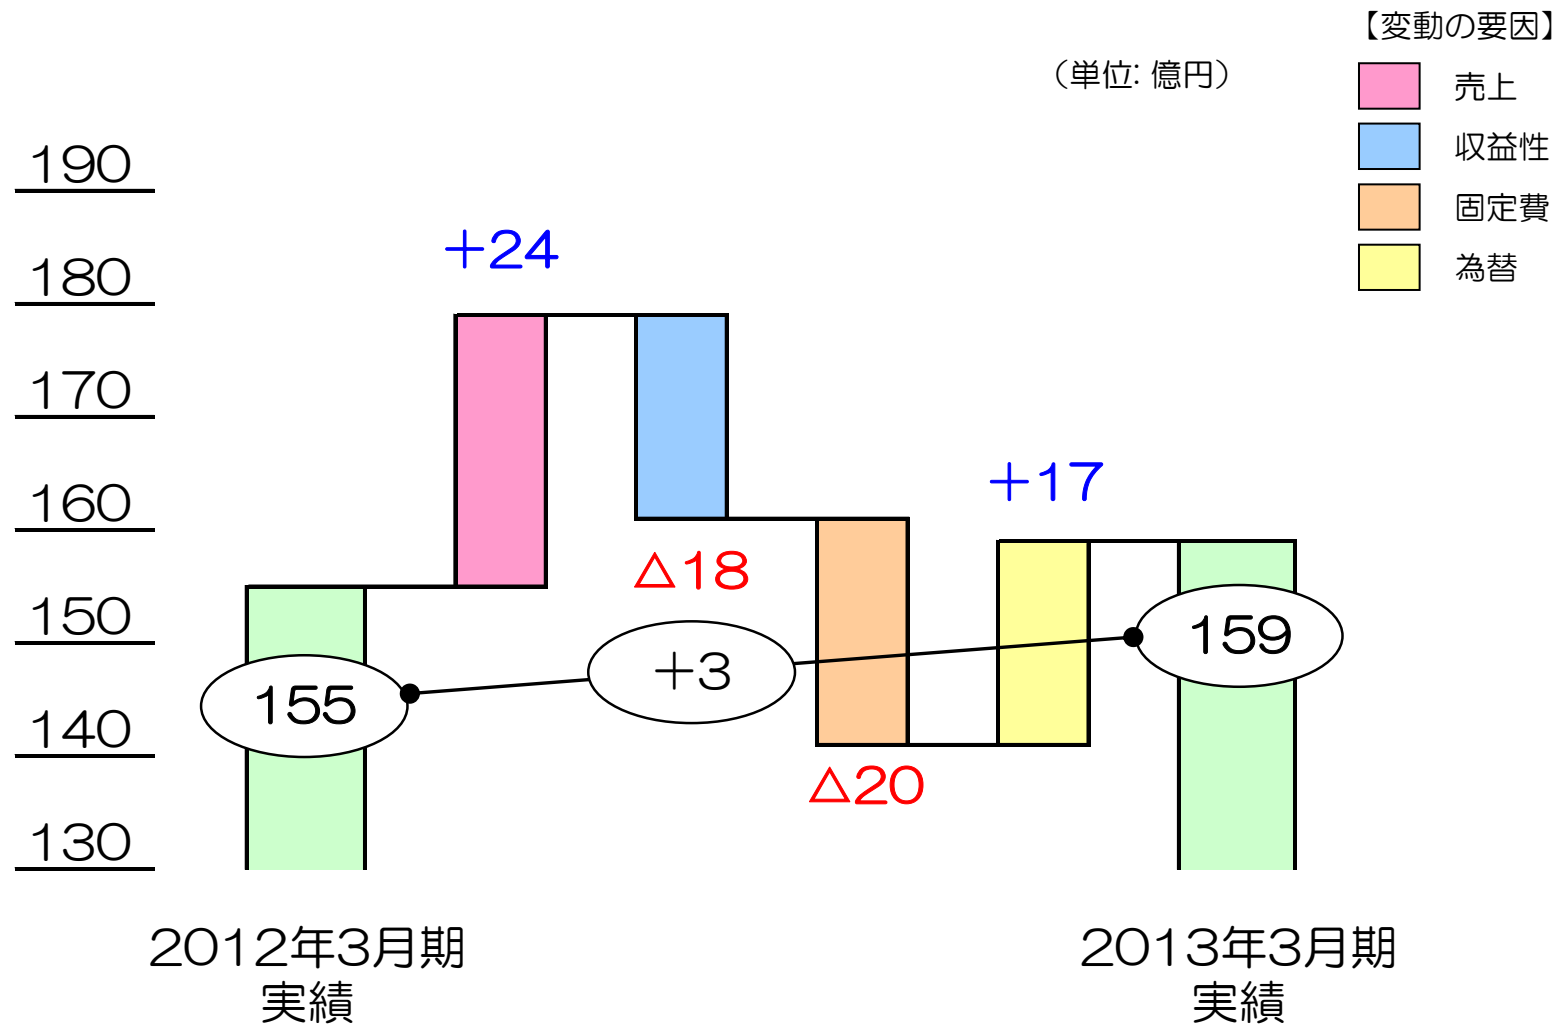 【変動の要因】
（単位：億円）
売上
収益性
固定費
為替
190
180
170
160
150
140
130
+24
△18
△20
+17
155
+3
159
2012年3月期
実績
2013年3月期
実績